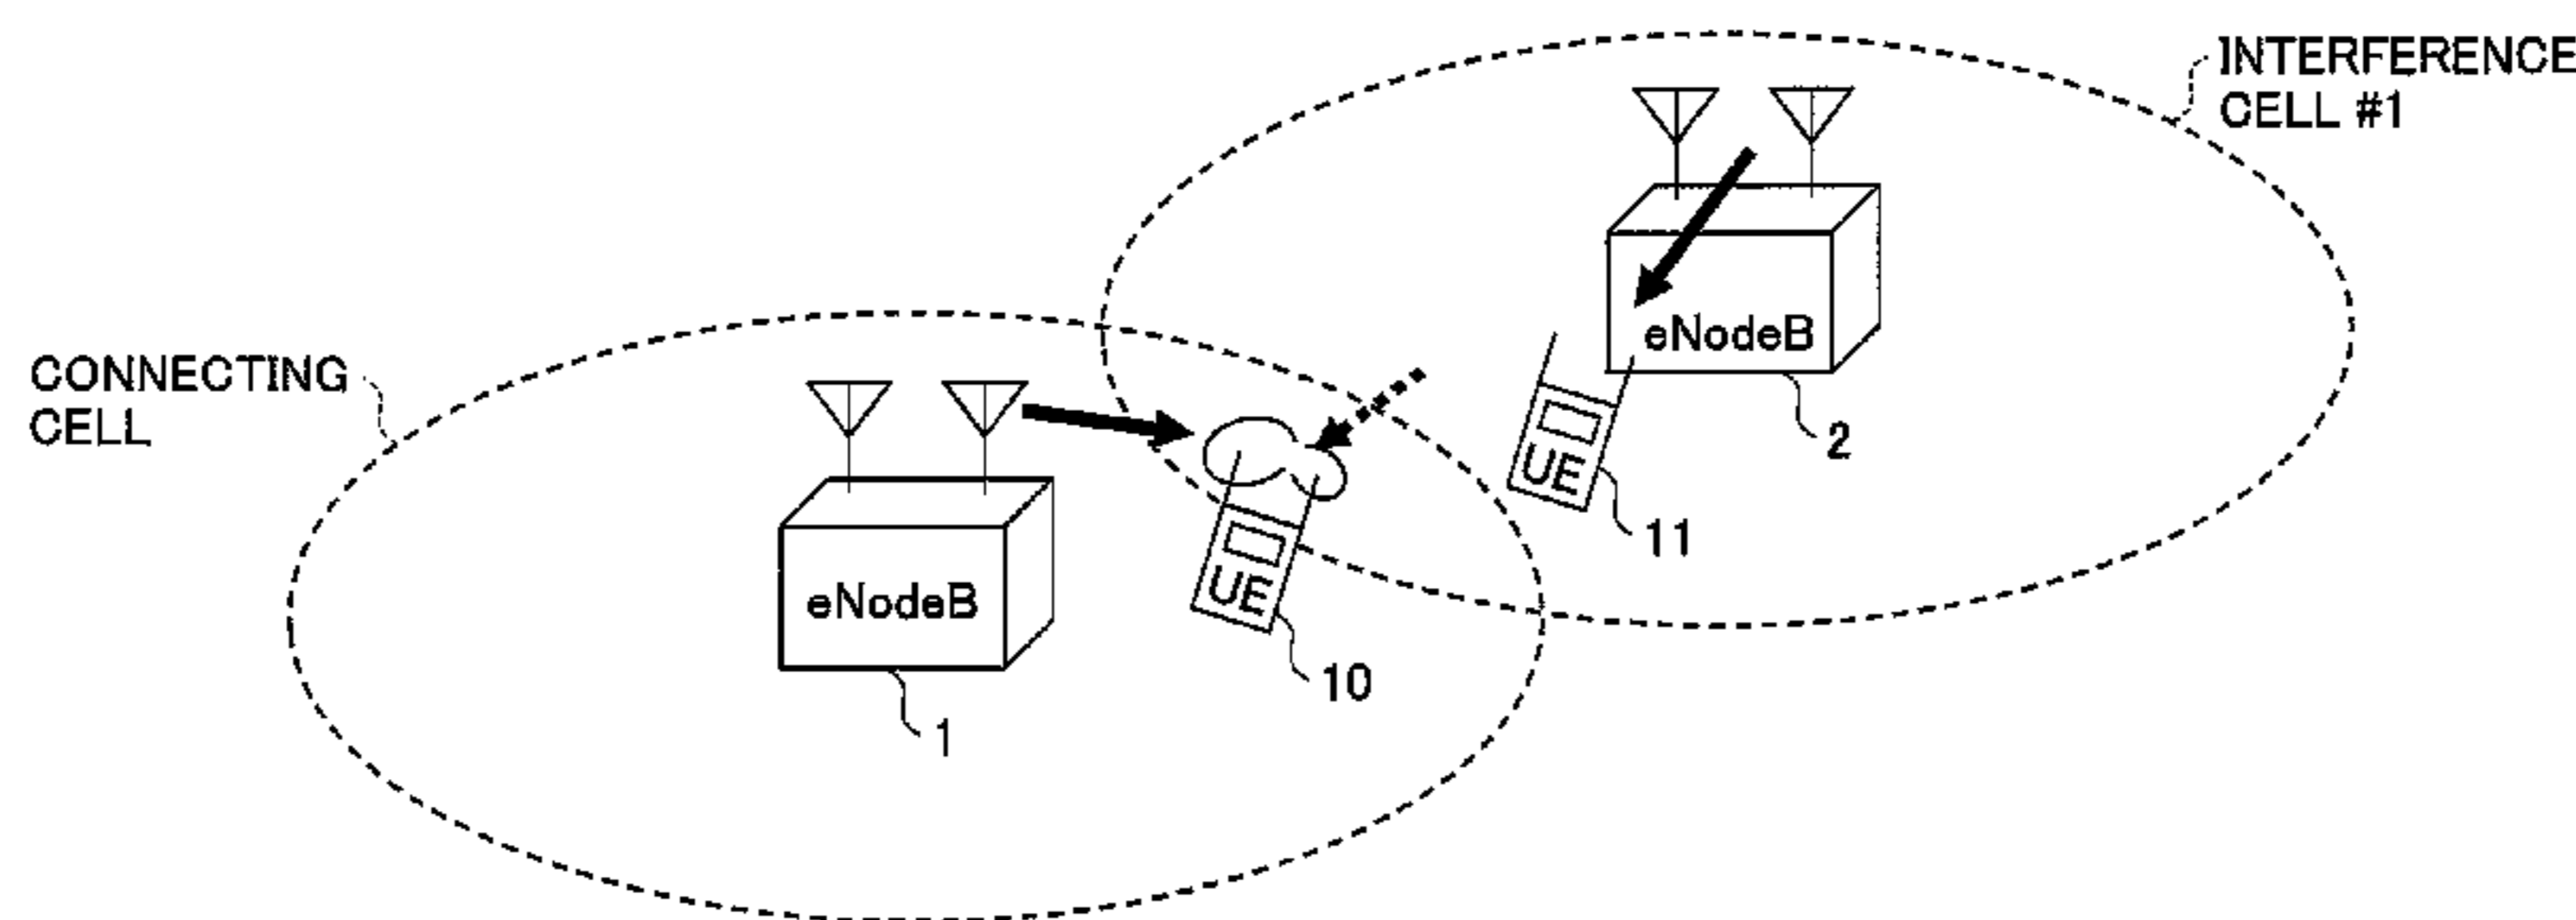 INTERFERENCE
CELL #1
eNodeB
2
CONNECTING
CELL
UE
11
eNodeB
1
UE
10